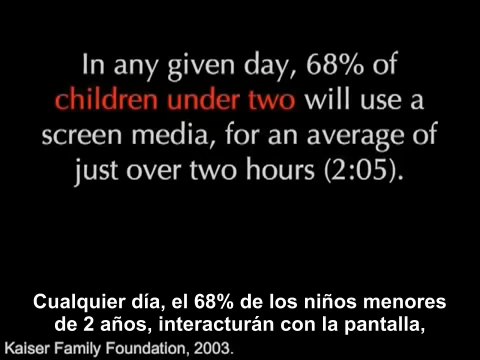 In any given day, 68% of
children under two will use a
screen media, for an average of
just over two hours (2:05).
Cualquier día, el 68% de los niños menores
de 2 años, interacturán con la pantalla,
Kaiser Family Foundation, 2003.